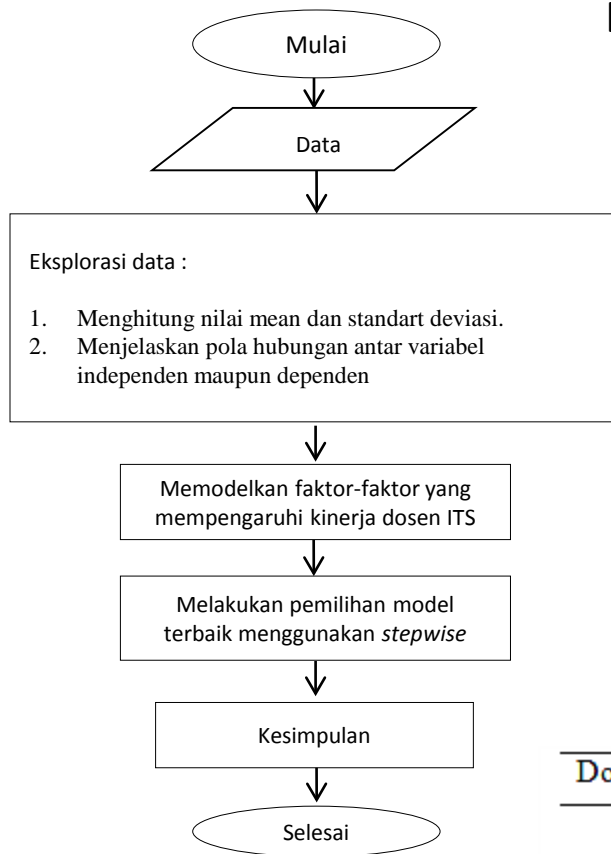 Mulai
Data
Eksplorasi data :
1. Menghitung nilai mean dan standart deviasi.
2. Menjelaskan pola hubungan antar variabel
independen maupun dependen
Memodelkan faktor-faktor yang
mempengaruhi kinerja dosen ITS
Melakukan pemilihan model
terbaik menggunakan stepwise
Kesimpulan
Selesai